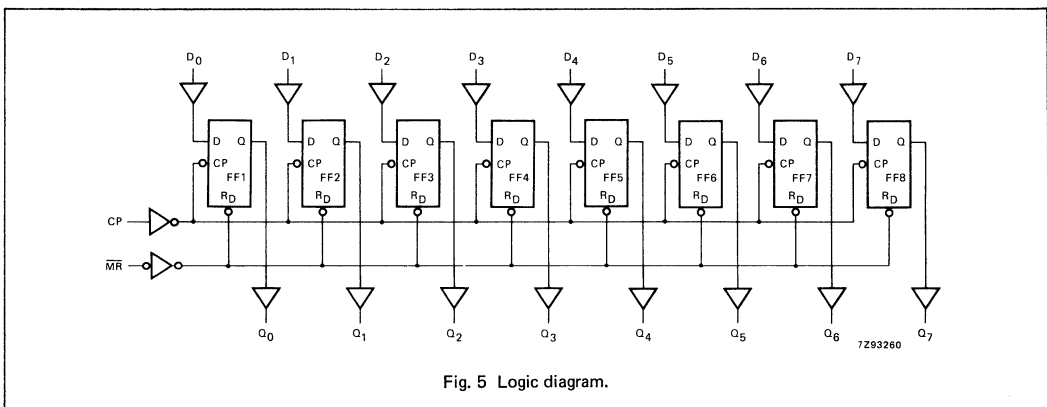 D0 D1 D2 D3 D4 D5 D6 D7
D Q D Q D Q D Q D Q D Q D Q D Q
CP CP CP CP CP CP CP CP
FF1 FF2 FF3 FF4 FF5 FF6 FF7 FF8
RD RD RD RD RD RD RD RD
CP
MR
Q0 Q1 Q2 Q3 Q4 Q5 Q6 Q7
7Z93260
Fig. 5 Logic diagram.